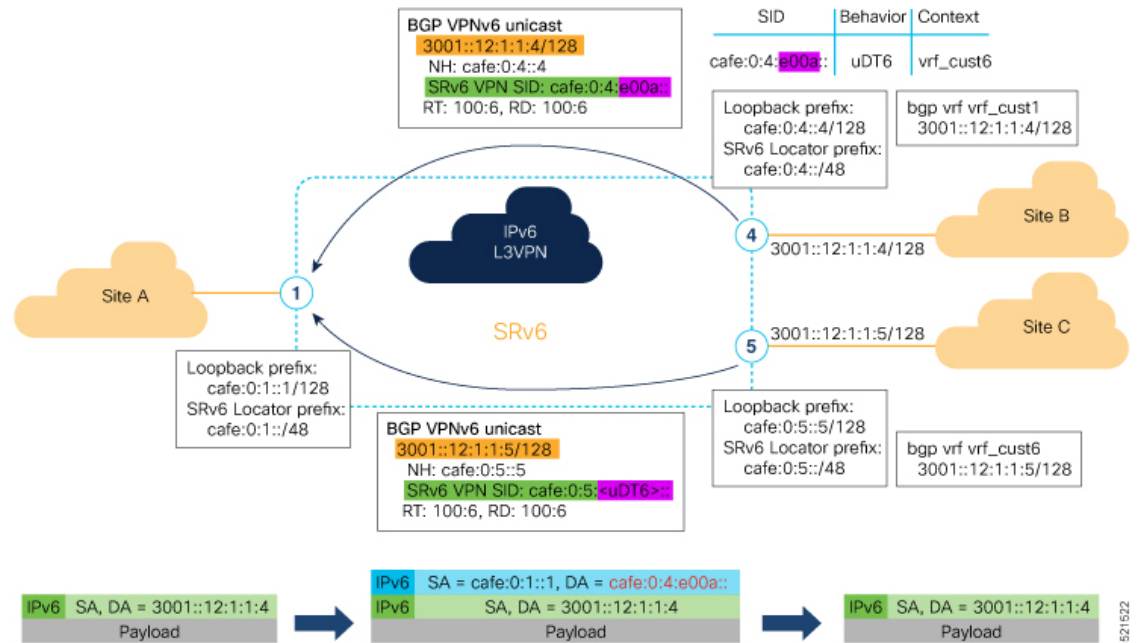 BGP VPNv6 unicast
3001::12:1:1:4/128
NH: cafe:0:4::4
SRv6 VPN SID: cafe:0:4:e00a::
RT: 100:6, RD: 100:6
SID Behavior Context
cafe:0:4:e00a:: uDT6 vrf_cust6
Loopback prefix:
cafe:0:4::4/128
SRv6 Locator prefix:
cafe:0:4::/48
bgp vrf vrf_cust1
3001::12:1:1:4/128
IPv6
L3VPN
4
3001::12:1:1:4/128
Site B
Site A
1
SRv6
5
3001::12:1:1:5/128
Site C
Loopback prefix:
cafe:0:1::1/128
SRv6 Locator prefix:
cafe:0:1::/48
BGP VPNv6 unicast
3001::12:1:1:5/128
NH: cafe:0:5::5
SRv6 VPN SID: cafe:0:5:<uDT6>::
RT: 100:6, RD: 100:6
Loopback prefix:
cafe:0:5::5/128
SRv6 Locator prefix:
cafe:0:5::/48
bgp vrf vrf_cust6
3001::12:1:1:5/128
IPv6 SA, DA = 3001::12:1:1:4
Payload
IPv6 SA = cafe:0:1::1, DA = cafe:0:4:e00a::
IPv6 SA, DA = 3001::12:1:1:4
Payload
IPv6 SA, DA = 3001::12:1:1:4
Payload
521522